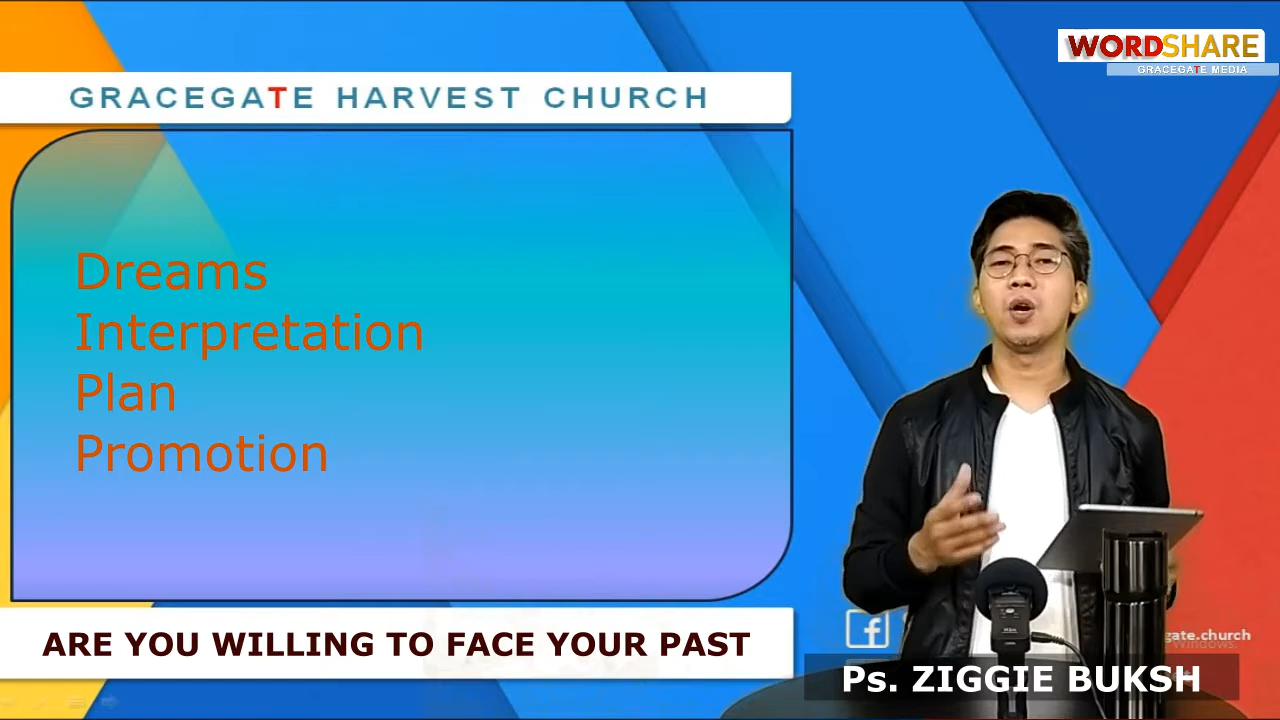 WORDSHARE
GRACEGATE MEDIA
GRACEGATE HARVEST CHURCH
Dreams
Interpretation
Plan
Promotion
ARE YOU WILLING TO FACE YOUR PAST
gate.church
Windows.
Ps. ZIGGIE BUKSH